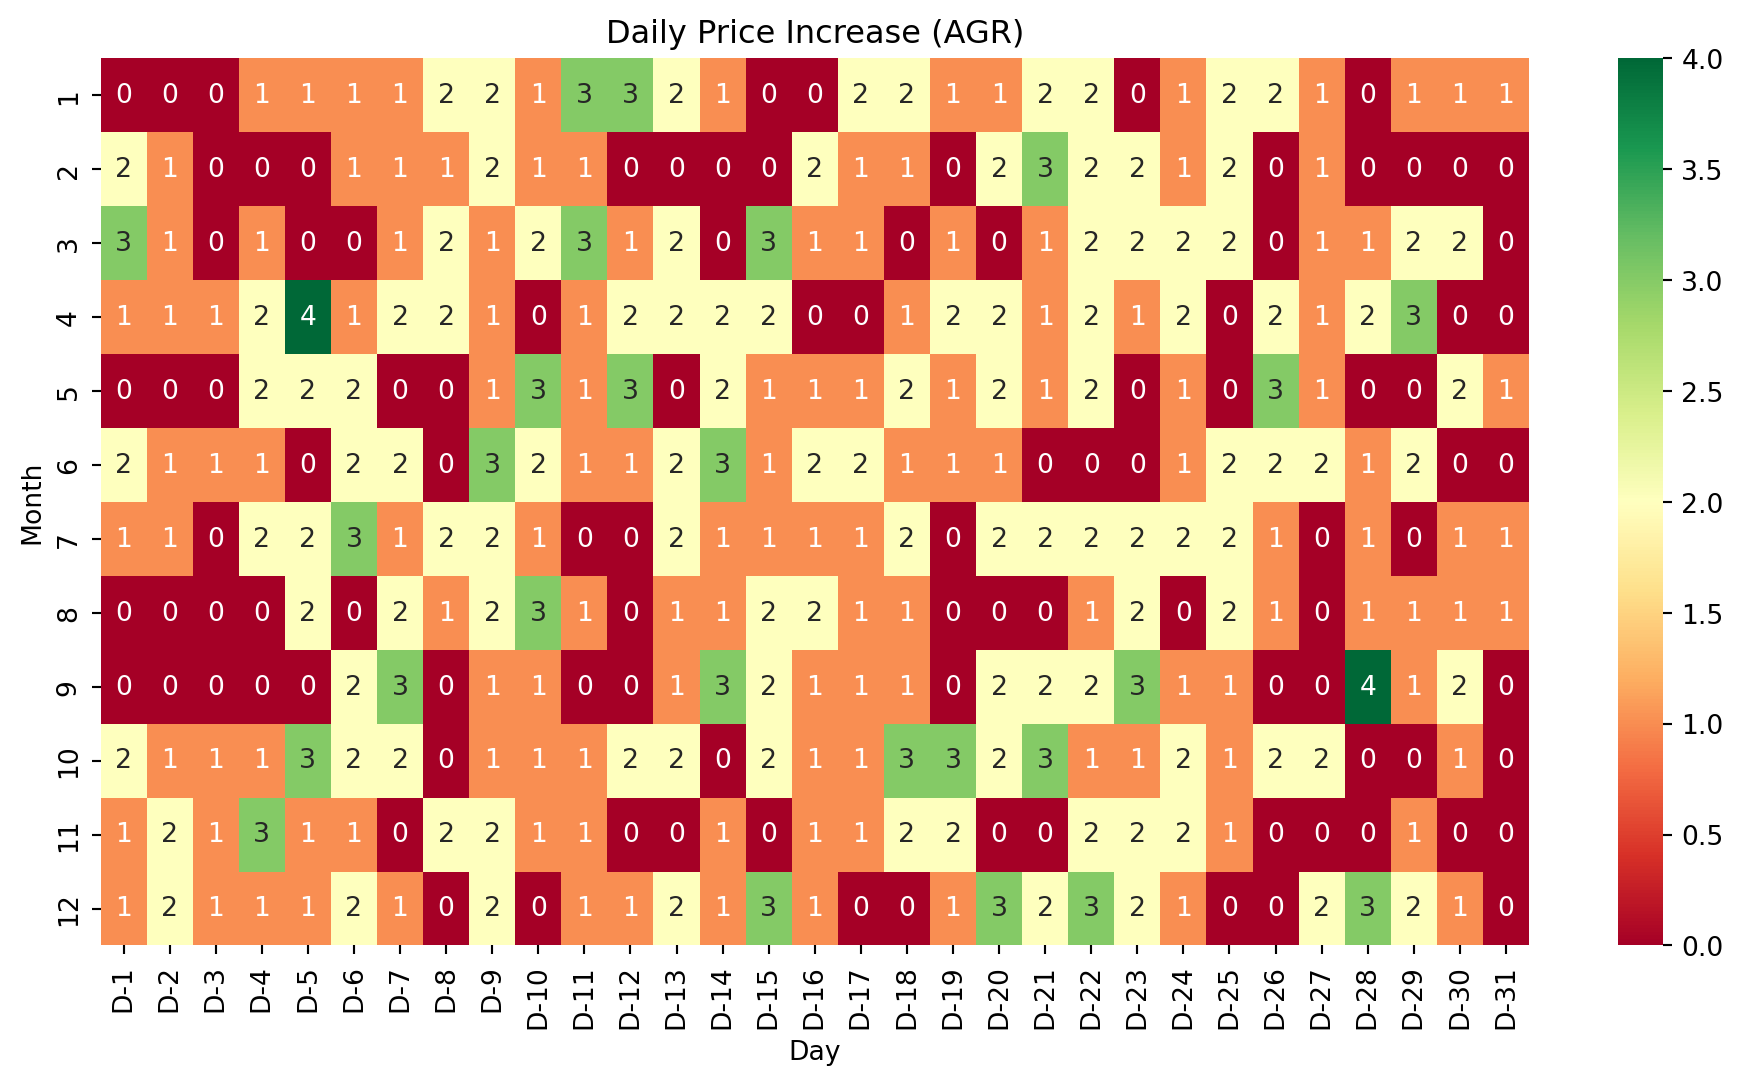 Daily Price Increase (AGR)
1 0 0 0 1 1 1 1 2 2 1 3 3 2 1 0 0 2 2 1 1 2 2 0 1 2 2 1 0 1 1 1
2 2 1 0 0 0 1 1 1 2 1 1 0 0 0 0 2 1 1 0 2 3 2 2 1 2 0 1 0 0 0 0
3 3 1 0 1 0 0 1 2 1 2 3 1 2 0 3 1 1 0 1 0 1 2 2 2 2 0 1 1 2 2 0
4 1 1 1 2 4 1 2 2 1 0 1 2 2 2 2 0 0 1 2 2 1 2 1 2 0 2 1 2 3 0 0
5 0 0 0 2 2 2 0 0 1 3 1 3 0 2 1 1 1 2 1 2 1 2 0 1 0 3 1 0 0 2 1
6 2 1 1 1 0 2 2 0 3 2 1 1 2 3 1 2 2 1 1 1 0 0 0 1 2 2 2 1 2 0 0
7 1 1 0 2 2 3 1 2 2 1 0 0 2 1 1 1 1 2 0 2 2 2 2 2 2 1 0 1 0 1 1
8 0 0 0 0 2 0 2 1 2 3 1 0 1 1 2 2 1 1 0 0 0 1 2 0 2 1 0 1 1 1 1
9 0 0 0 0 0 2 3 0 1 1 0 0 1 3 2 1 1 1 0 2 2 2 3 1 1 0 0 4 1 2 0
10 2 1 1 1 3 2 2 0 1 1 1 2 2 0 2 1 1 3 3 2 3 1 1 2 1 2 2 0 0 1 0
11 1 2 1 3 1 1 0 2 2 1 1 0 0 1 0 1 1 2 2 0 0 2 2 2 1 0 0 0 1 0 0
12 1 2 1 1 1 2 1 0 2 0 1 1 2 1 3 1 0 0 1 3 2 3 2 1 0 0 2 3 2 1 0
Month
D-1 D-2 D-3 D-4 D-5 D-6 D-7 D-8 D-9 D-10 D-11 D-12 D-13 D-14 D-15 D-16 D-17 D-18 D-19 D-20 D-21 D-22 D-23 D-24 D-25 D-26 D-27 D-28 D-29 D-30 D-31
Day
4.0
3.5
3.0
2.5
2.0
1.5
1.0
0.5
0.0